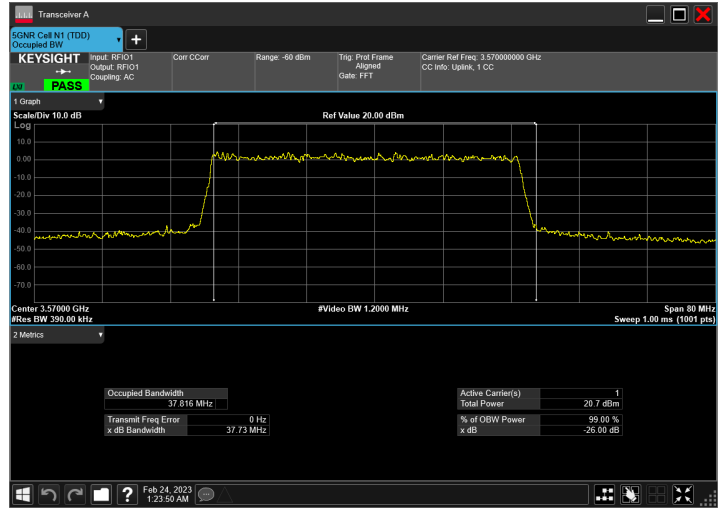 Transceiver A
5GNR Cell N1 (TDD)
Occupied BW
KEYSIGHT
LXI
PASS
Input: RFIO1
Output: RFIO1
Coupling: AC
Corr CCorr
Range: -60 dBm
Trig: Prot Frame
Aligned
Gate: FFT
Carrier Ref Freq: 3.570000000 GHz
CC Info: Uplink, 1 CC
1 Graph
Scale/Div 10.0 dB
Ref Value 20.00 dBm
Log
10.0
0.00
-10.0
-20.0
-30.0
-40.0
-50.0
-60.0
-70.0
Center 3.57000 GHz
#Video BW 1.2000 MHz
Span 80 MHz
#Res BW 390.00 kHz
Sweep 1.00 ms (1001 pts)
2 Metrics
Occupied Bandwidth
37.816 MHz
Transmit Freq Error 0 Hz
x dB Bandwidth 37.73 MHz
Active Carrier(s) 1
Total Power 20.7 dBm
% of OBW Power 99.00 %
x dB -26.00 dB
Feb 24, 2023
1:23:50 AM